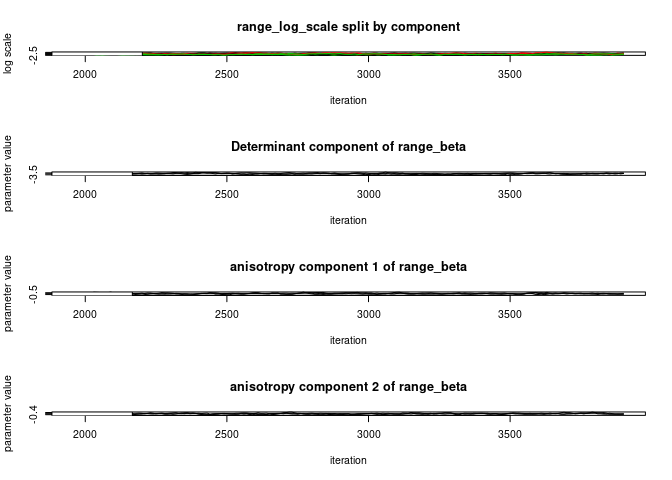 range_log_scale split by component
log scale
-2.5
2000 2500 3000 3500
iteration
Determinant component of range_beta
parameter value
-3.5
2000 2500 3000 3500
iteration
anisotropy component 1 of range_beta
parameter value
-0.5
2000 2500 3000 3500
iteration
anisotropy component 2 of range_beta
parameter value
-0.4
2000 2500 3000 3500
iteration